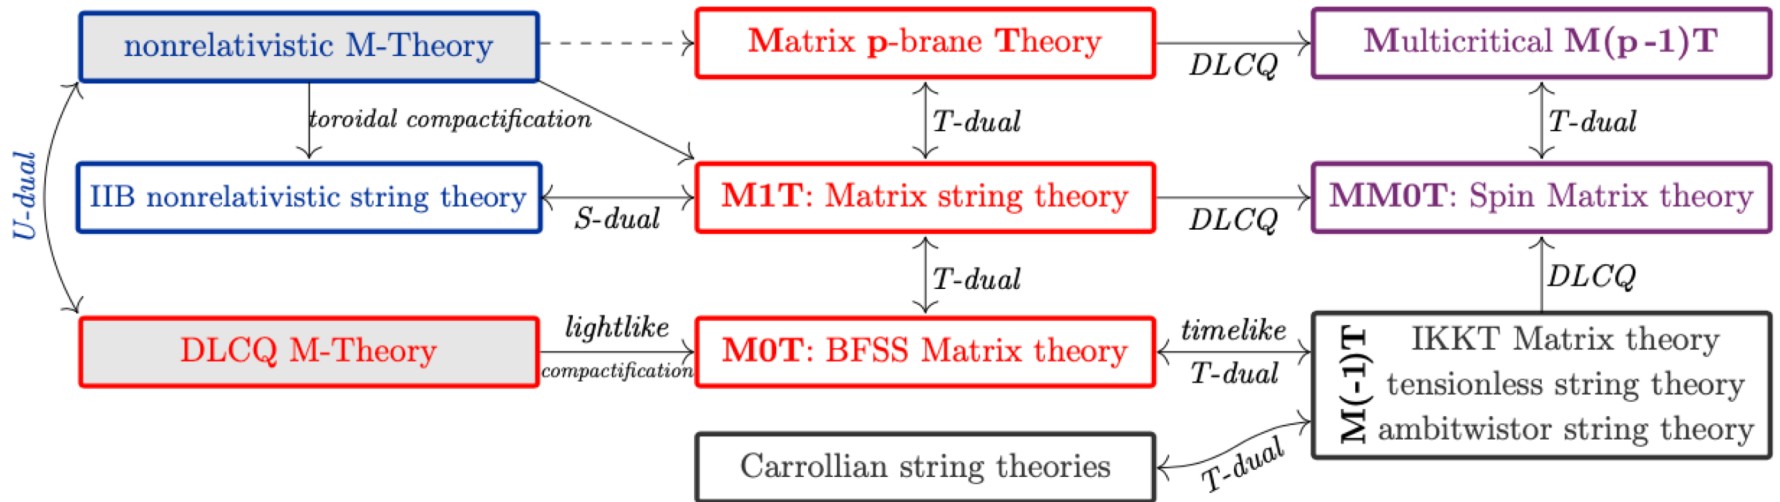 nonrelativistic M-Theory
Matrix p-brane Theory
DLCQ
Multicritical M(p-1)T
toroidal compactification
T-dual
T-dual
U-dual
IIB nonrelativistic string theory
S-dual
M1T: Matrix string theory
DLCQ
MM0T: Spin Matrix theory
T-dual
DLCQ
DLCQ M-Theory
lightlike
compactification
M0T: BFSS Matrix theory
timelike
T-dual
M(-1)T
IKKT Matrix theory
tensionless string theory
ambitwistor string theory
Carrollian string theories
T-dual